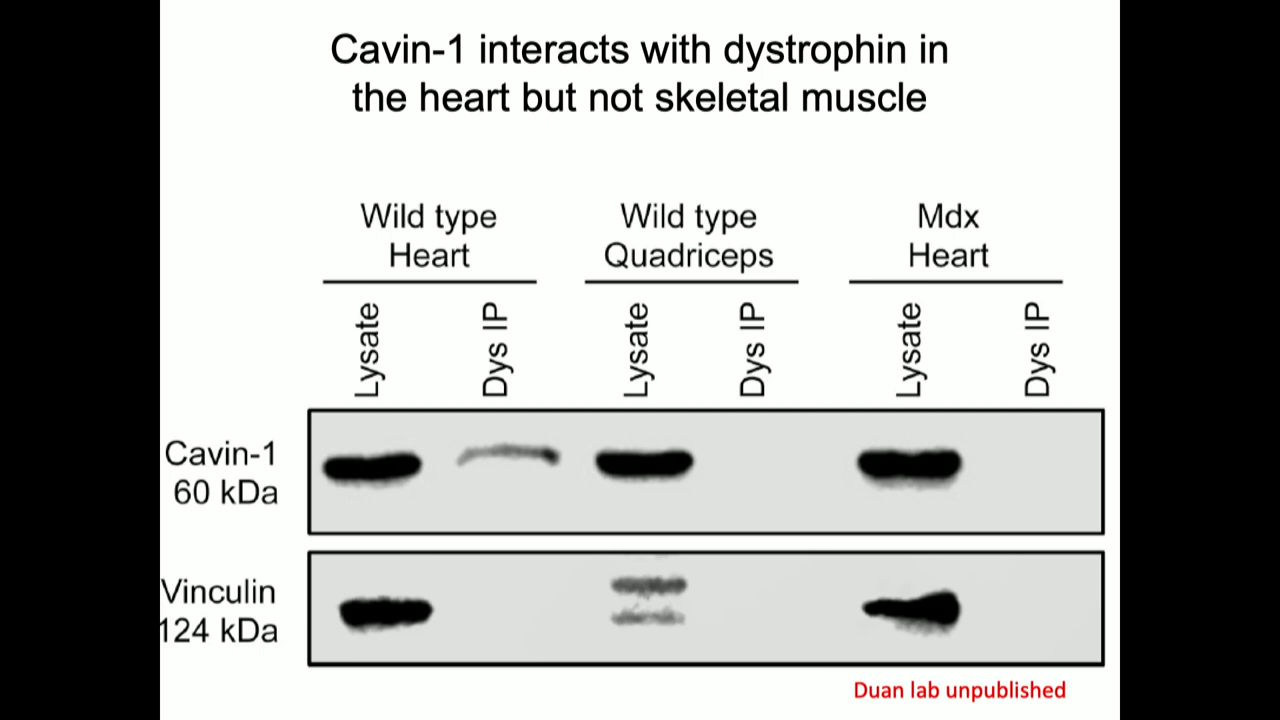 Cavin-1 interacts with dystrophin in
the heart but not skeletal muscle
Wild type
Heart
Wild type
Quadriceps
Mdx
Heart
Lysate
Dys IP
Lysate
Dys IP
Lysate
Dys IP
Cavin-1
60 kDa
Vinculin
124 kDa
Duan lab unpublished